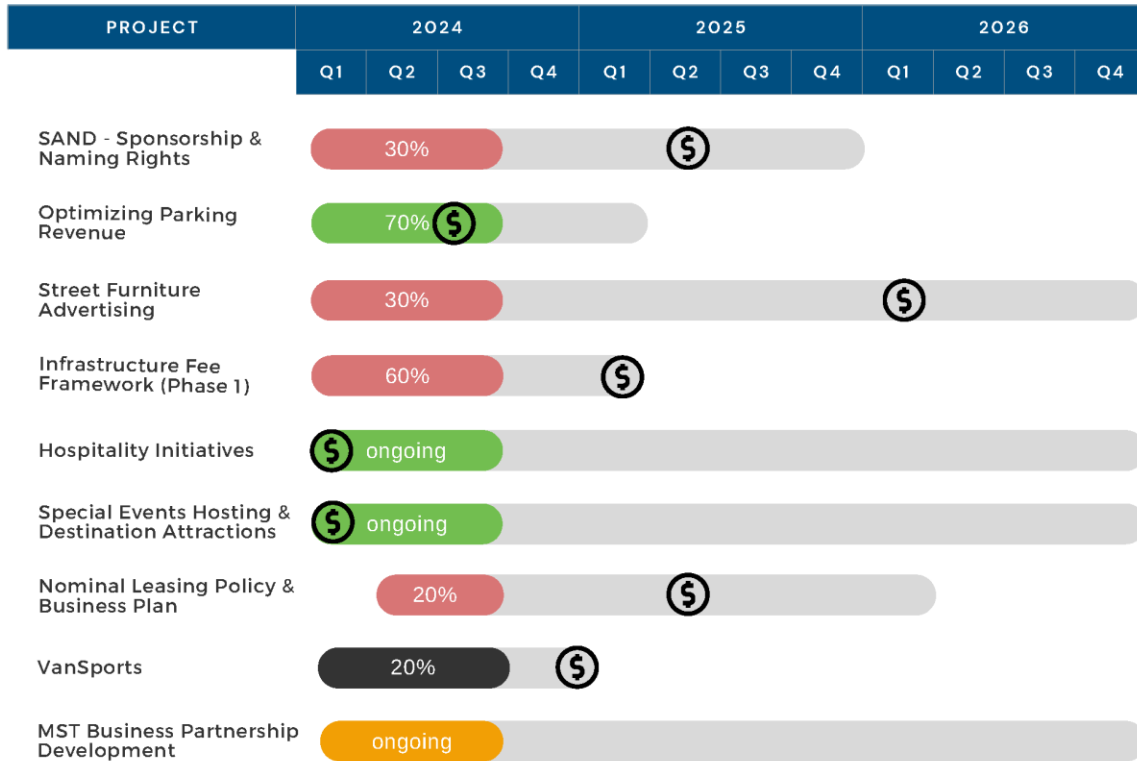 PROJECT 2024 2025 2026
Q1 Q2 Q3 Q4 Q1 Q2 Q3 Q4 Q1 Q2 Q3 Q4
SAND - Sponsorship &
Naming Rights
30% $
Optimizing Parking
Revenue
70% $
Street Furniture
Advertising
30% $
Infrastructure Fee
Framework (Phase 1)
60% $
Hospitality Initiatives $ ongoing
Special Events Hosting &
Destination Attractions
$ ongoing
Nominal Leasing Policy &
Business Plan
20% $
VanSports 20% $
MST Business Partnership
Development
ongoing